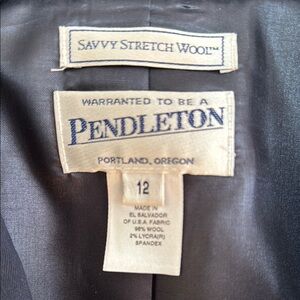 SAVVY STRETCH WOOL™
WARRANTED TO BE A
PENDLETON
PORTLAND, OREGON
12
MADE IN
EL SALVADOR
OF U.S.A. FABRIC
98% WOOL
2% LYCRA(R)
SPANDEX